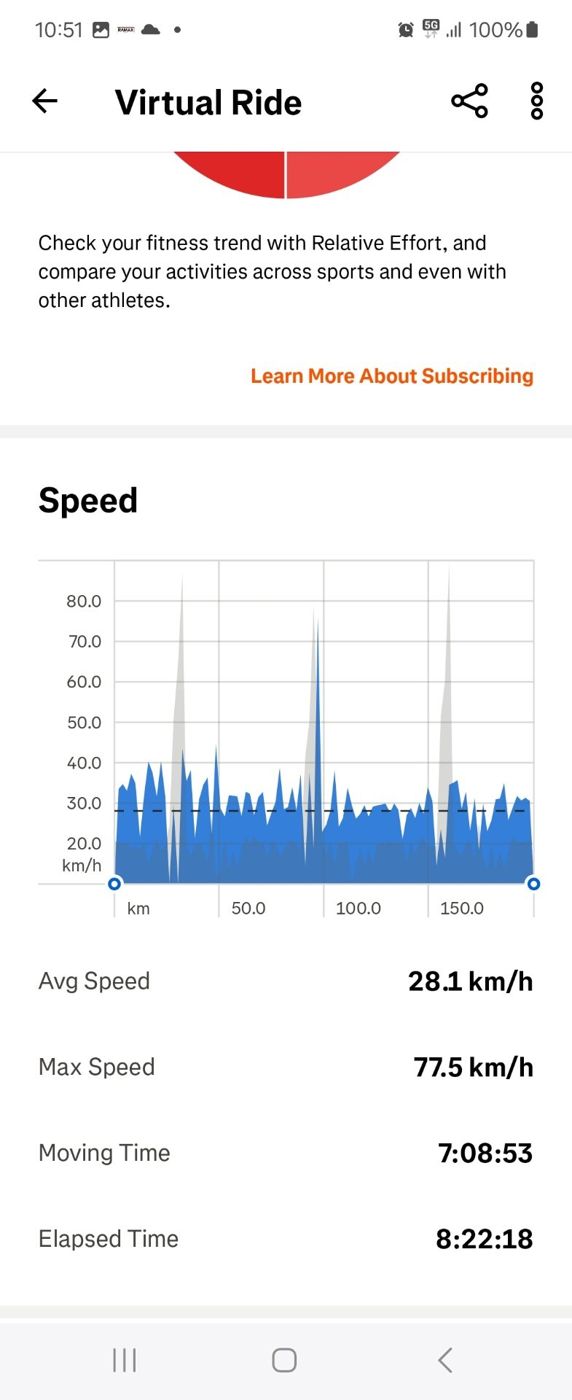 10:51 5G 100%
Virtual Ride
Check your fitness trend with Relative Effort, and
compare your activities across sports and even with
other athletes.
Learn More About Subscribing
Speed
80.0
70.0
60.0
50.0
40.0
30.0
20.0
km/h
km 50.0 100.0 150.0
Avg Speed 28.1 km/h
Max Speed 77.5 km/h
Moving Time 7:08:53
Elapsed Time 8:22:18